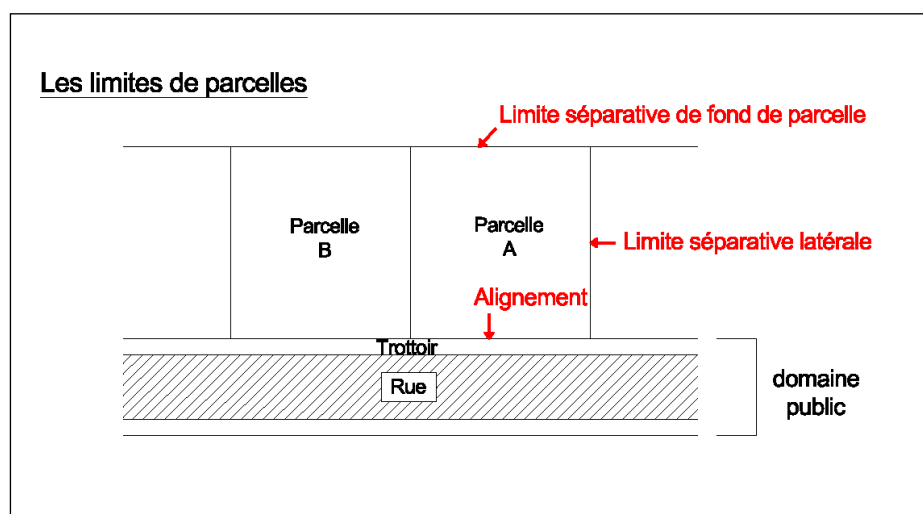 Les limites de parcelles
Limite séparative de fond de parcelle
Parcelle
B
Parcelle
A
Limite séparative latérale
Alignement
Trottoir
Rue
domaine
public